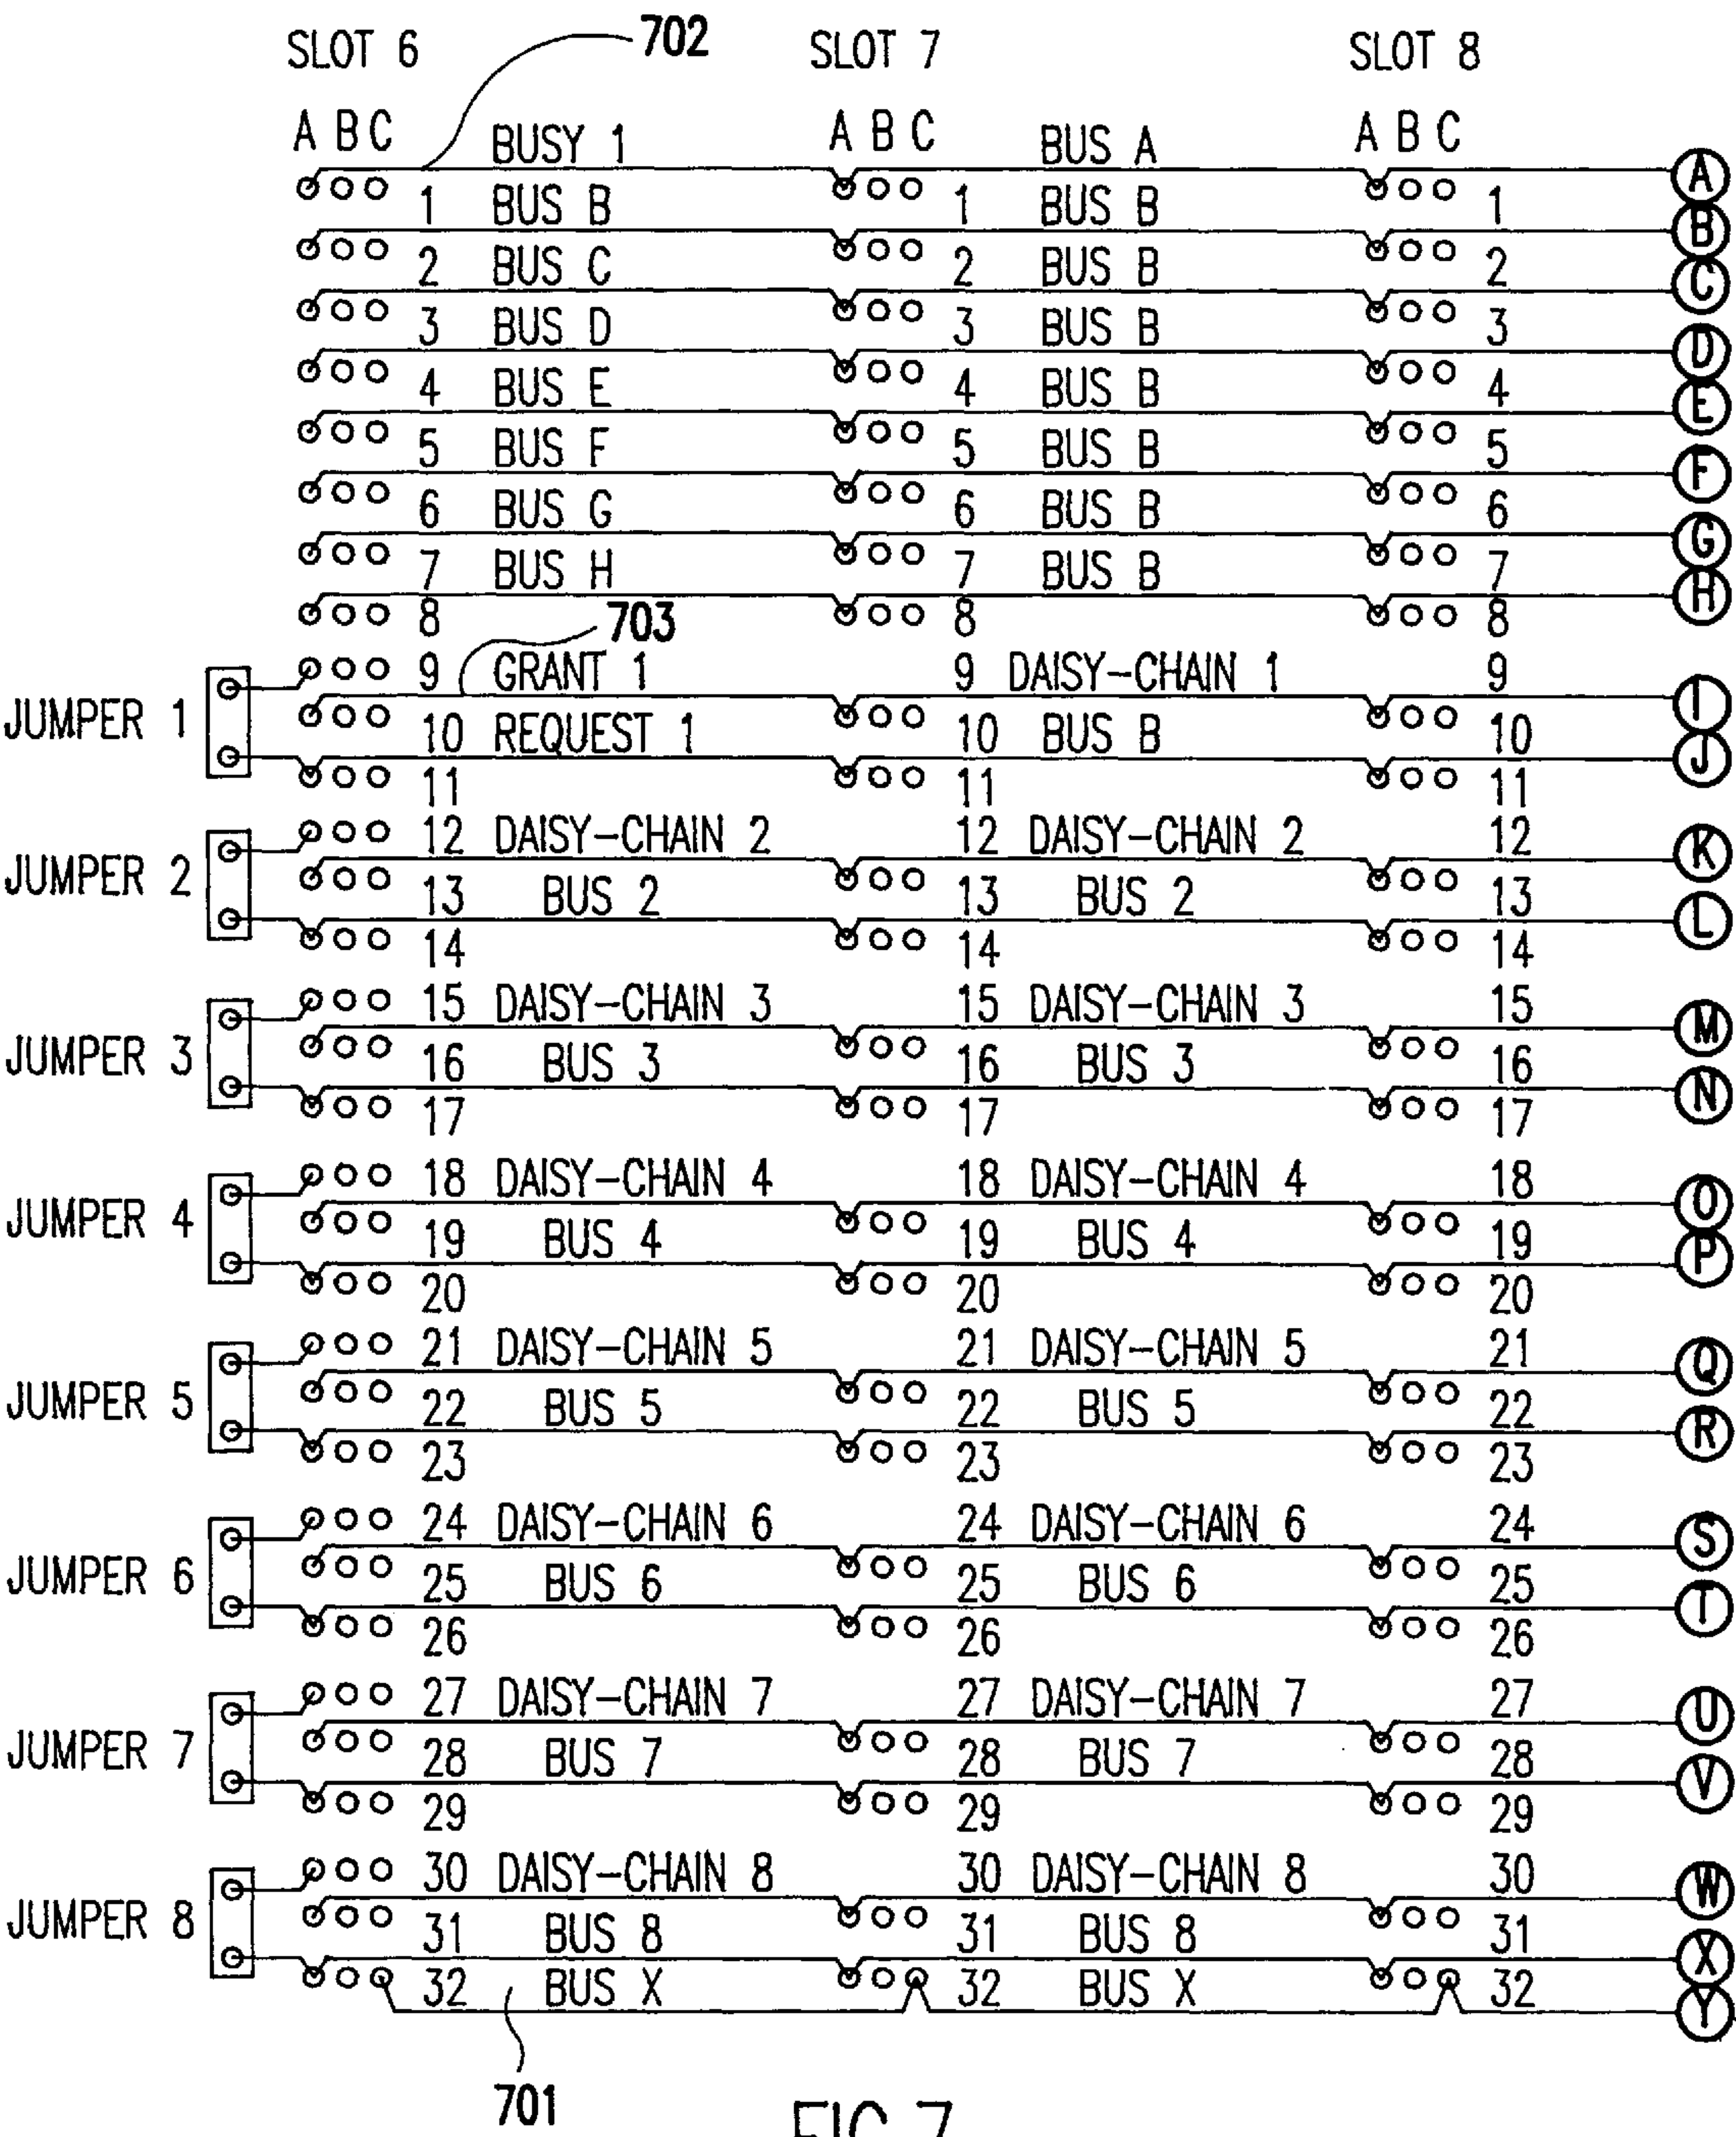 SLOT 6 702 SLOT 7 SLOT 8
A B C A B C A B C
BUSY 1 BUS A A
1 BUS B 1 BUS B 1 B
2 BUS C 2 BUS B 2 C
3 BUS D 3 BUS B 3 D
4 BUS E 4 BUS B 4 E
5 BUS F 5 BUS B 5 F
6 BUS G 6 BUS B 6 G
7 BUS H 7 BUS B 7 H
8 703 8 8
9 GRANT 1 9 DAISY-CHAIN 1 9 I
JUMPER 1 10 REQUEST 1 10 BUS B 10 J
11 11 11
12 DAISY-CHAIN 2 12 DAISY-CHAIN 2 12 K
JUMPER 2 13 BUS 2 13 BUS 2 13 L
14 14 14
15 DAISY-CHAIN 3 15 DAISY-CHAIN 3 15 M
JUMPER 3 16 BUS 3 16 BUS 3 16 N
17 17 17
18 DAISY-CHAIN 4 18 DAISY-CHAIN 4 18 O
JUMPER 4 19 BUS 4 19 BUS 4 19 P
20 20 20
21 DAISY-CHAIN 5 21 DAISY-CHAIN 5 21 Q
JUMPER 5 22 BUS 5 22 BUS 5 22 R
23 23 23
24 DAISY-CHAIN 6 24 DAISY-CHAIN 6 24 S
JUMPER 6 25 BUS 6 25 BUS 6 25 T
26 26 26
27 DAISY-CHAIN 7 27 DAISY-CHAIN 7 27 U
JUMPER 7 28 BUS 7 28 BUS 7 28 V
29 29 29
30 DAISY-CHAIN 8 30 DAISY-CHAIN 8 30 W
JUMPER 8 31 BUS 8 31 BUS 8 31 X
32 BUS X 32 BUS X 32 Y
701
FIG. 7